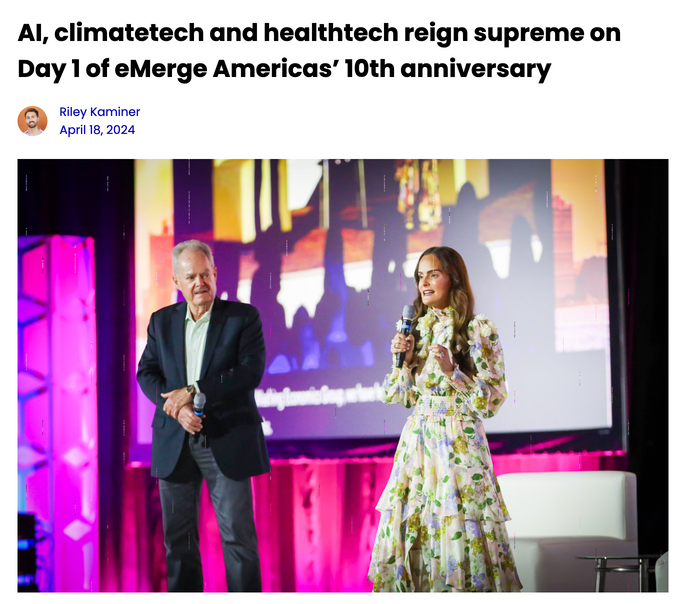 AI, climatetech and healthtech reign supreme on
Day 1 of eMerge Americas’ 10th anniversary
Riley Kaminer
April 18, 2024